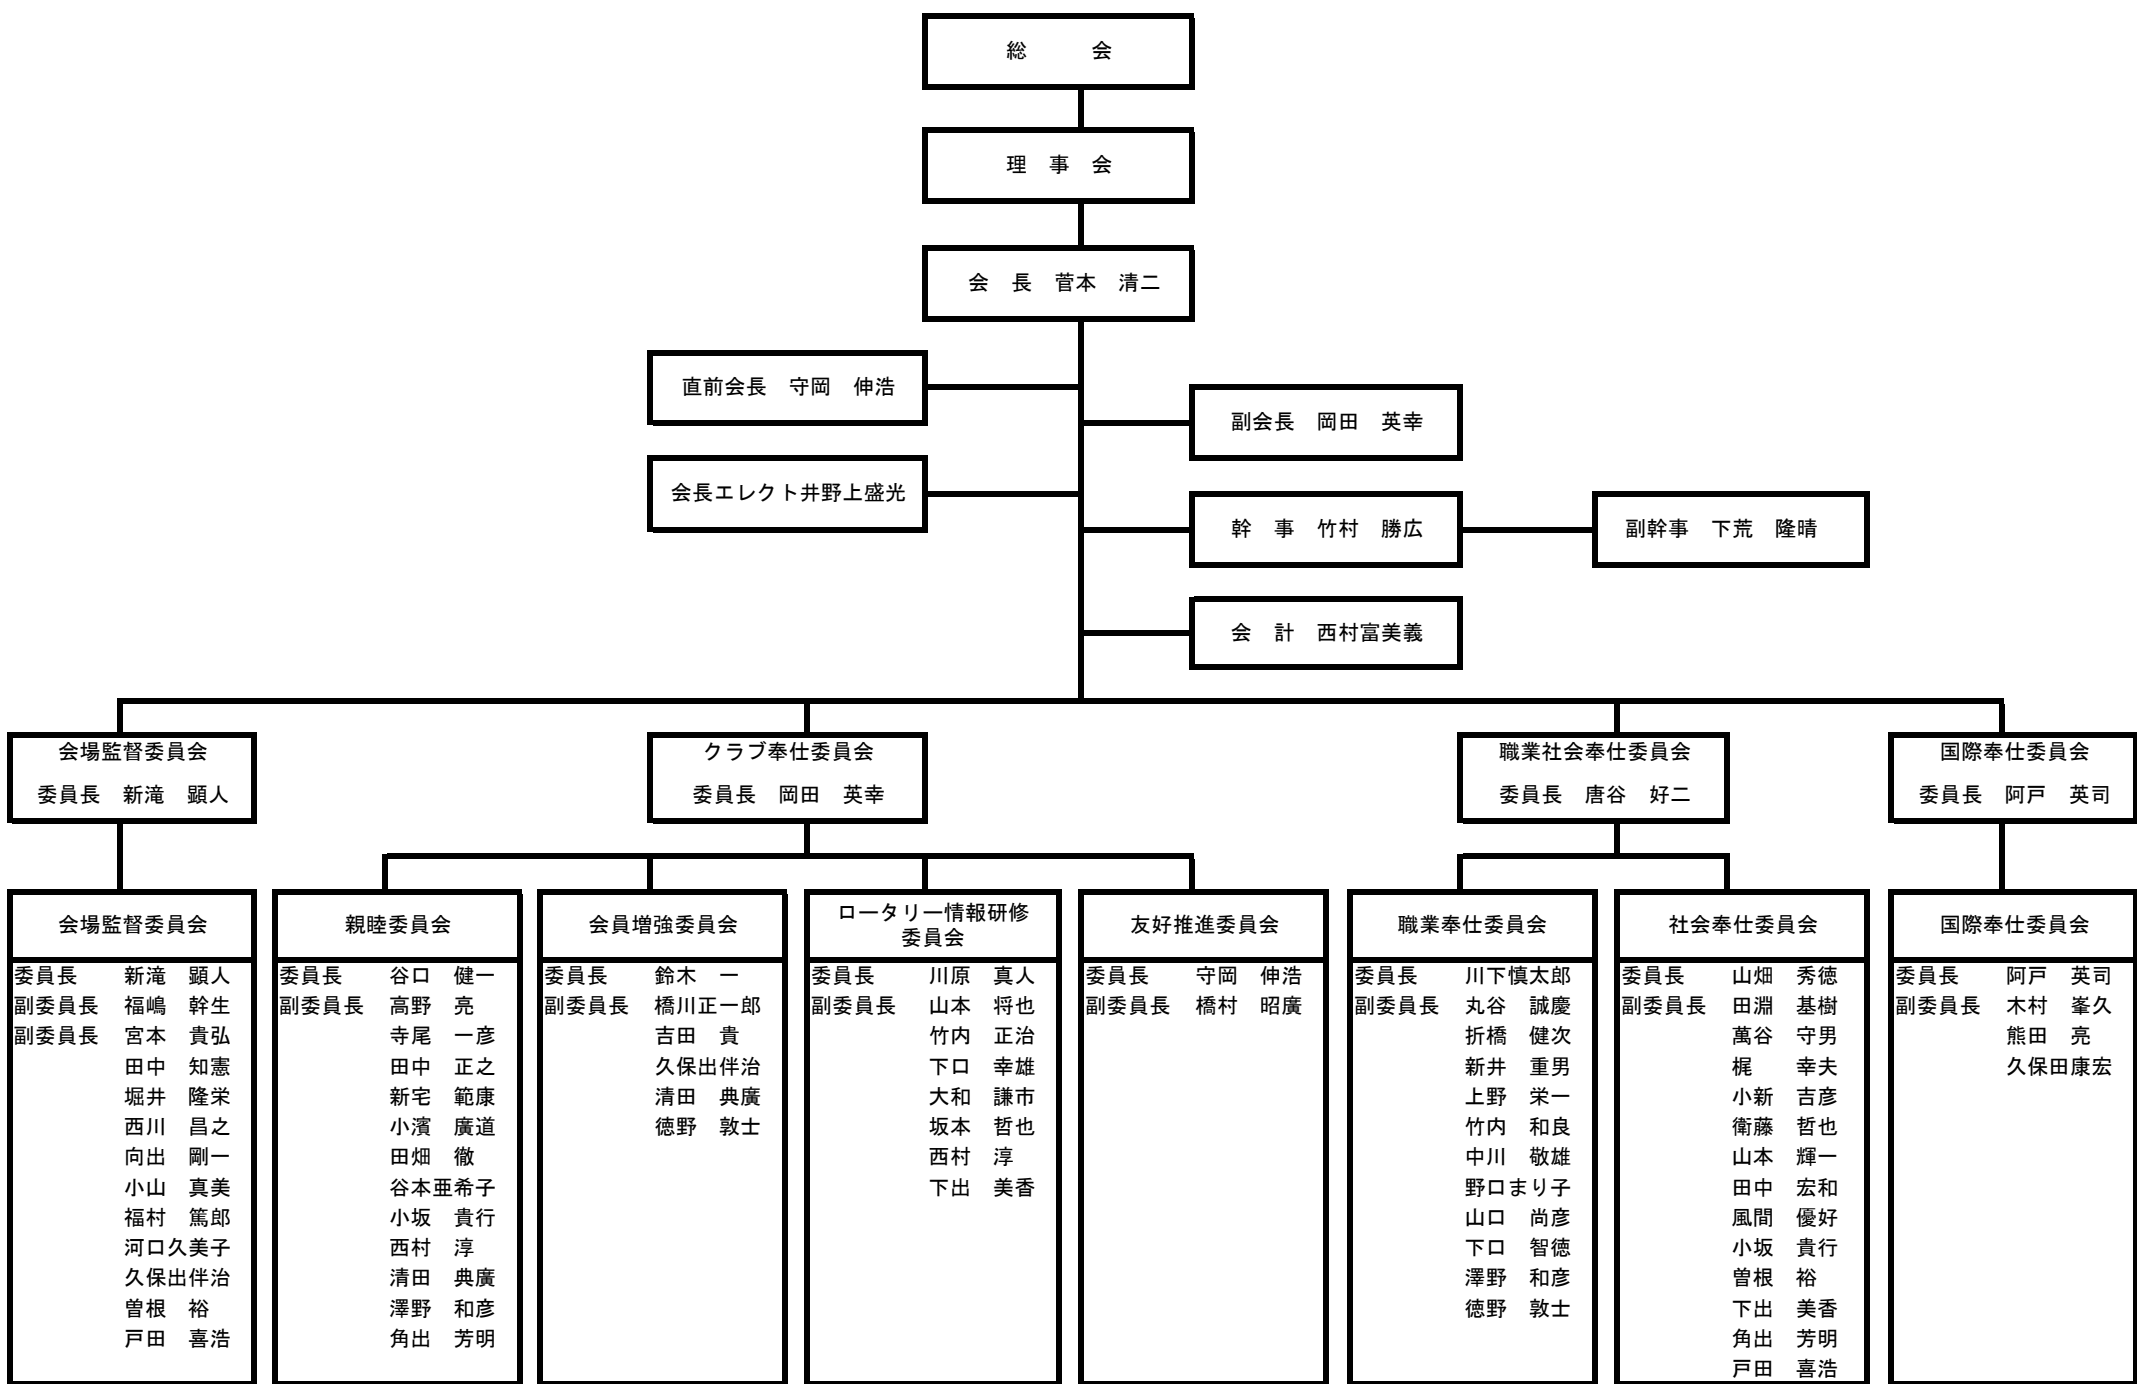 総　　　会
理　事　会
会　長　菅本　清二
直前会長　守岡　伸浩
副会長　岡田　英幸
会長エレクト井野上盛光
幹　事　竹村　勝広
副幹事　下荒　隆晴
会　計　西村富美義
会場監督委員会
委員長　新滝　顕人
クラブ奉仕委員会
委員長　岡田　英幸
職業社会奉仕委員会
委員長　唐谷　好二
国際奉仕委員会
委員長　阿戸　英司
会場監督委員会
委員長　新滝　顕人
副委員長　福嶋　幹生
副委員長　宮本　貴弘
田中　知憲
堀井　隆栄
西川　昌之
向出　剛一
小山　真美
福村　篤郎
河口久美子
久保出伴治
曽根　裕
戸田　喜浩
親睦委員会
委員長　谷口　健一
副委員長　高野　亮
寺尾　一彦
田中　正之
新宅　範康
小濱　廣道
田畑　徹
谷本亜希子
小坂　貴行
西村　淳
清田　典廣
澤野　和彦
角出　芳明
会員増強委員会
委員長　鈴木　一
副委員長　橋川正一郎
吉田　貴
久保出伴治
清田　典廣
徳野　敦士
ロータリー情報研修
委員会
委員長　川原　真人
副委員長　山本　将也
竹内　正治
下口　幸雄
大和　謙市
坂本　哲也
西村　淳
下出　美香
友好推進委員会
委員長　守岡　伸浩
副委員長　橋村　昭廣
職業奉仕委員会
委員長　川下慎太郎
副委員長　丸谷　誠慶
折橋　健次
新井　重男
上野　栄一
竹内　和良
中川　敬雄
野口まり子
山口　尚彦
下口　智徳
澤野　和彦
徳野　敦士
社会奉仕委員会
委員長　山畑　秀徳
副委員長　田淵　基樹
萬谷　守男
梶　　幸夫
小新　吉彦
衛藤　哲也
山本　輝一
田中　宏和
風間　優好
小坂　貴行
曽根　裕
下出　美香
角出　芳明
戸田　喜浩
国際奉仕委員会
委員長　阿戸　英司
副委員長　木村　峯久
熊田　亮
久保田康宏